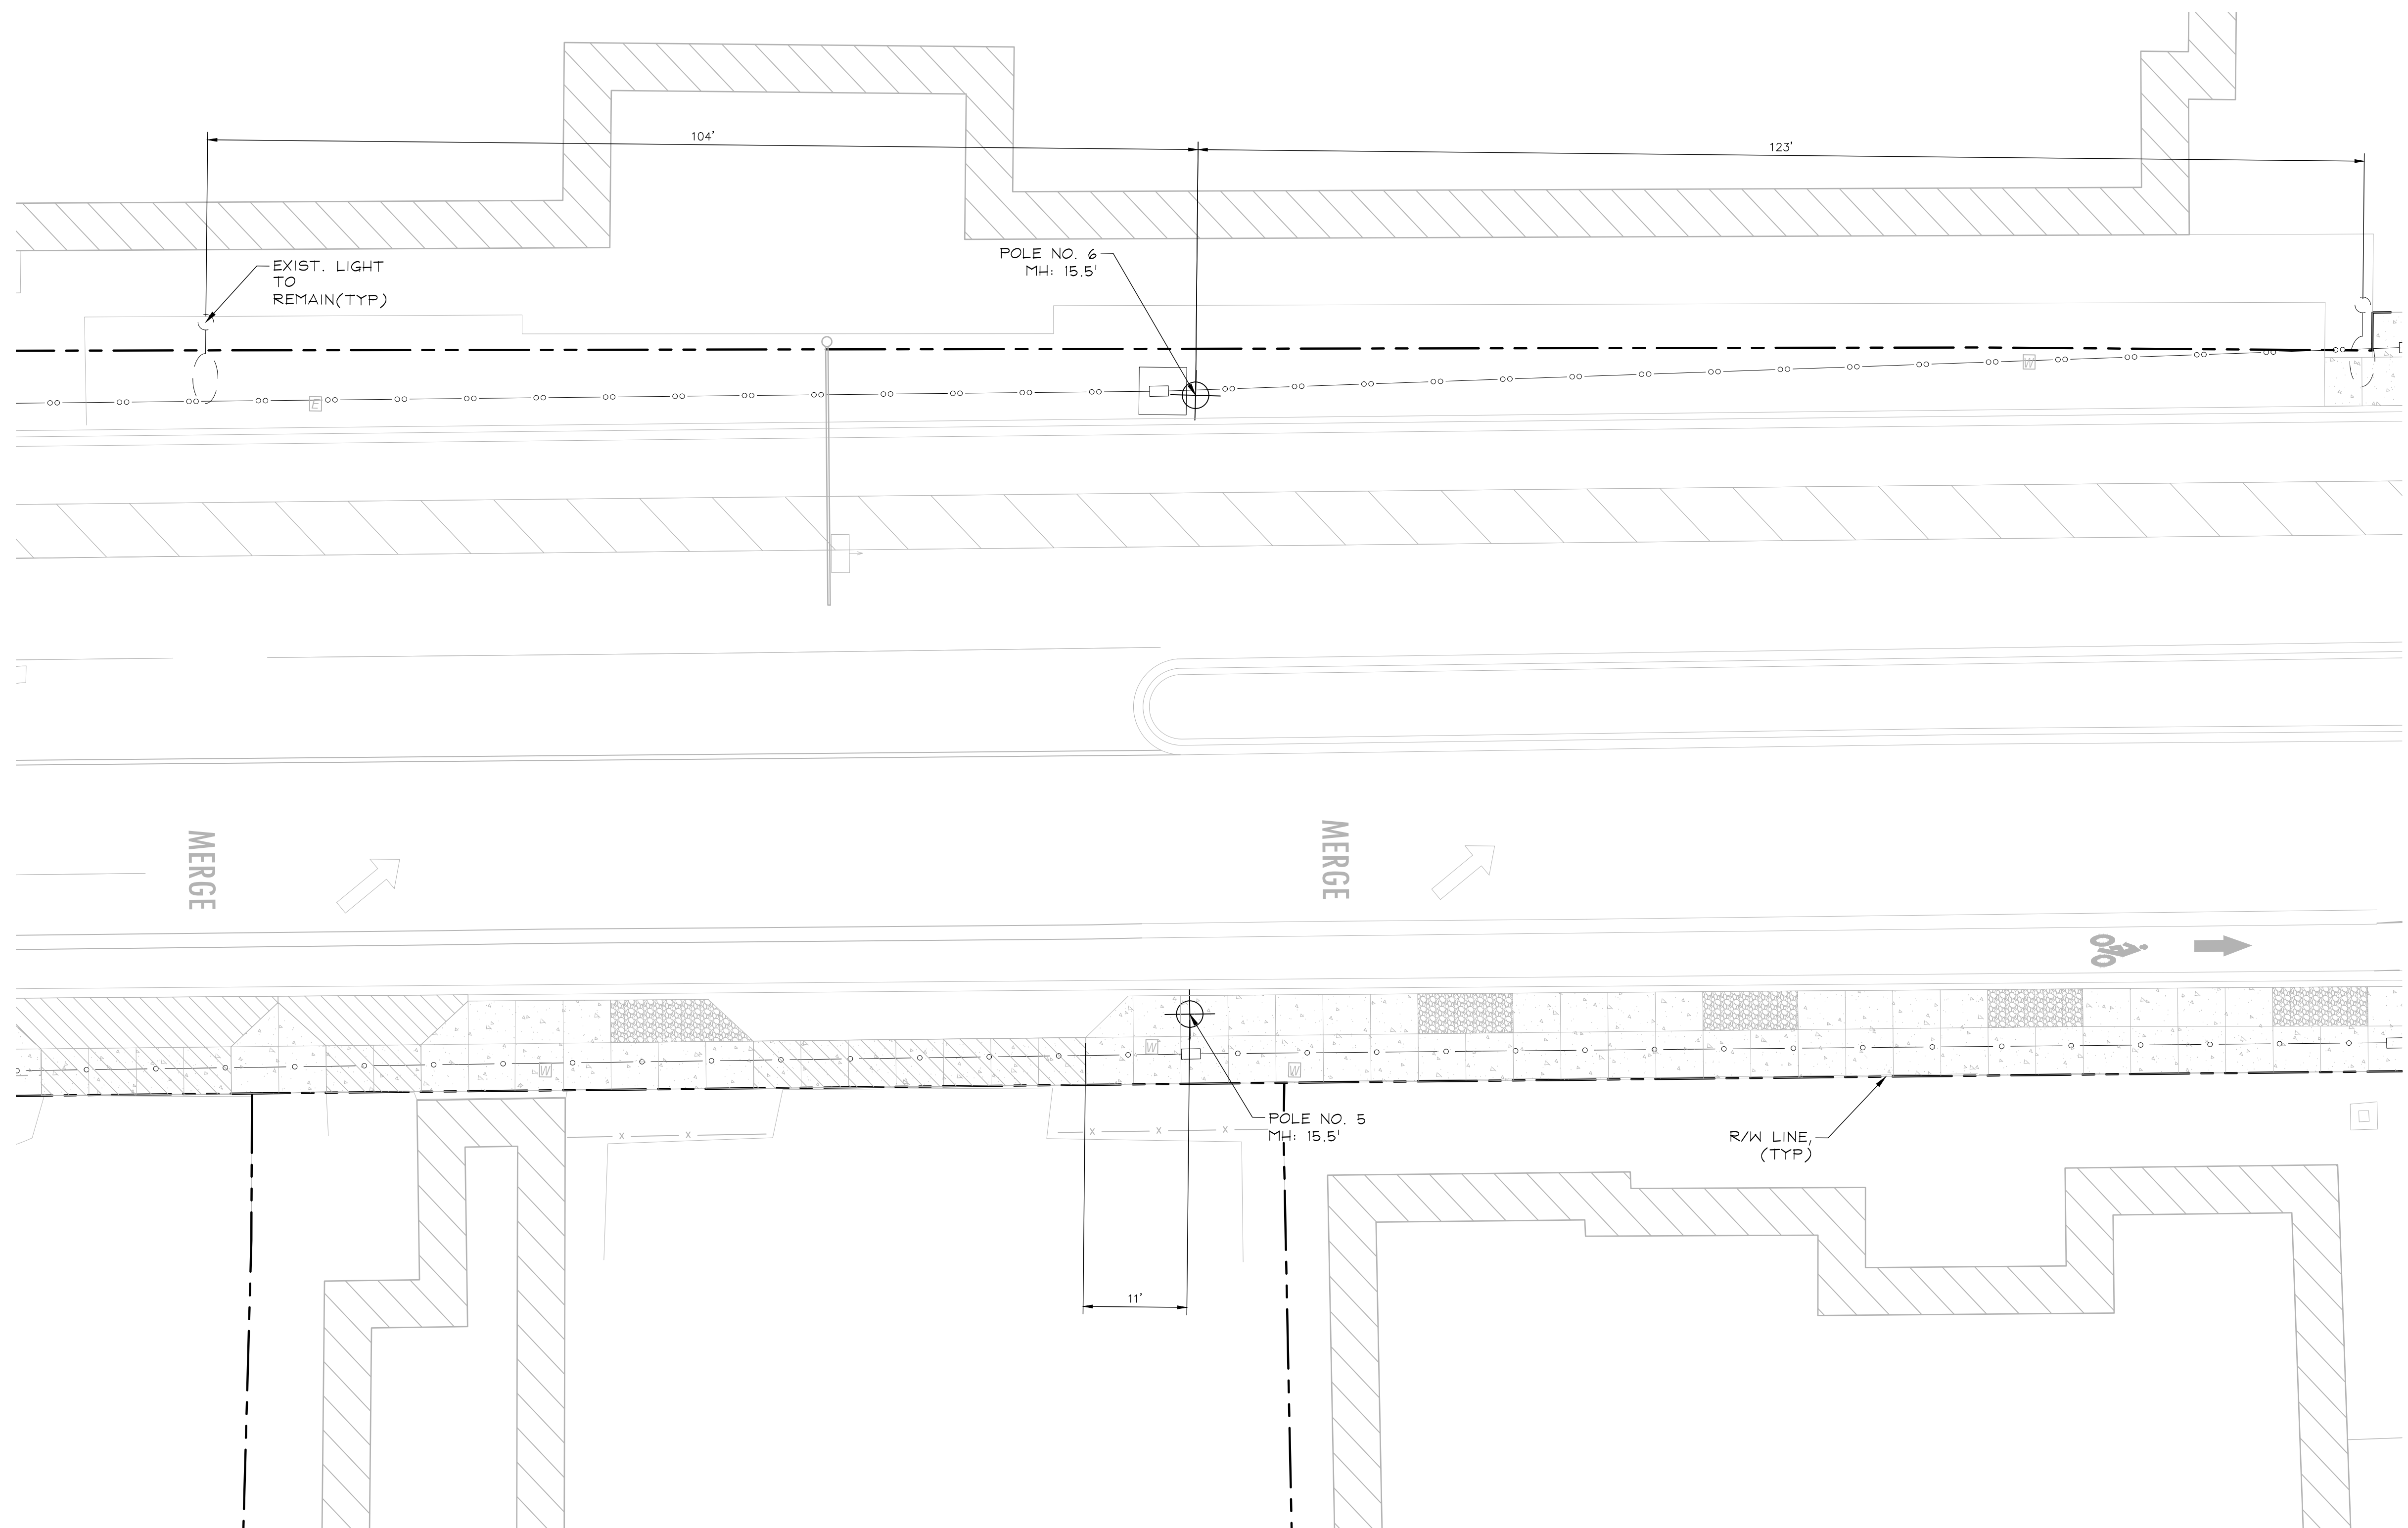 104'
123'
EXIST. LIGHT
TO
REMAIN(TYP)
POLE NO. 6
MH: 15.5'
E
W
MERGE
MERGE
W
W
W
X
X
X
X
X
POLE NO. 5
MH: 15.5'
R/W LINE,
(TYP)
11'